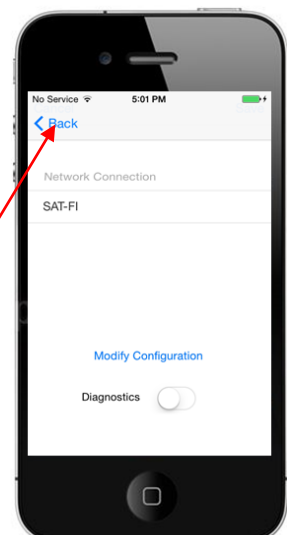 No Service 5:01 PM
Back
Network Connection
SAT-FI
Modify Configuration
Diagnostics